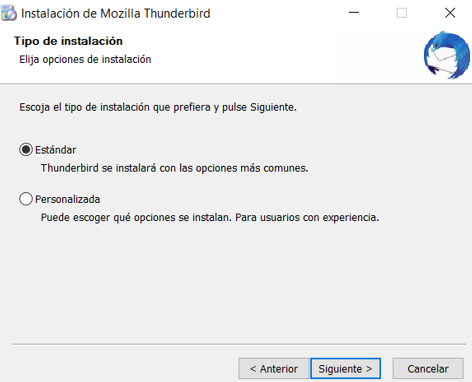 Instalación de Mozilla Thunderbird
Tipo de instalación
Elija opciones de instalación
Escoja el tipo de instalación que prefiera y pulse Siguiente.
Estándar
Thunderbird se instalará con las opciones más comunes.
Personalizada
Puede escoger qué opciones se instalan. Para usuarios con experiencia.
< Anterior
Siguiente >
Cancelar